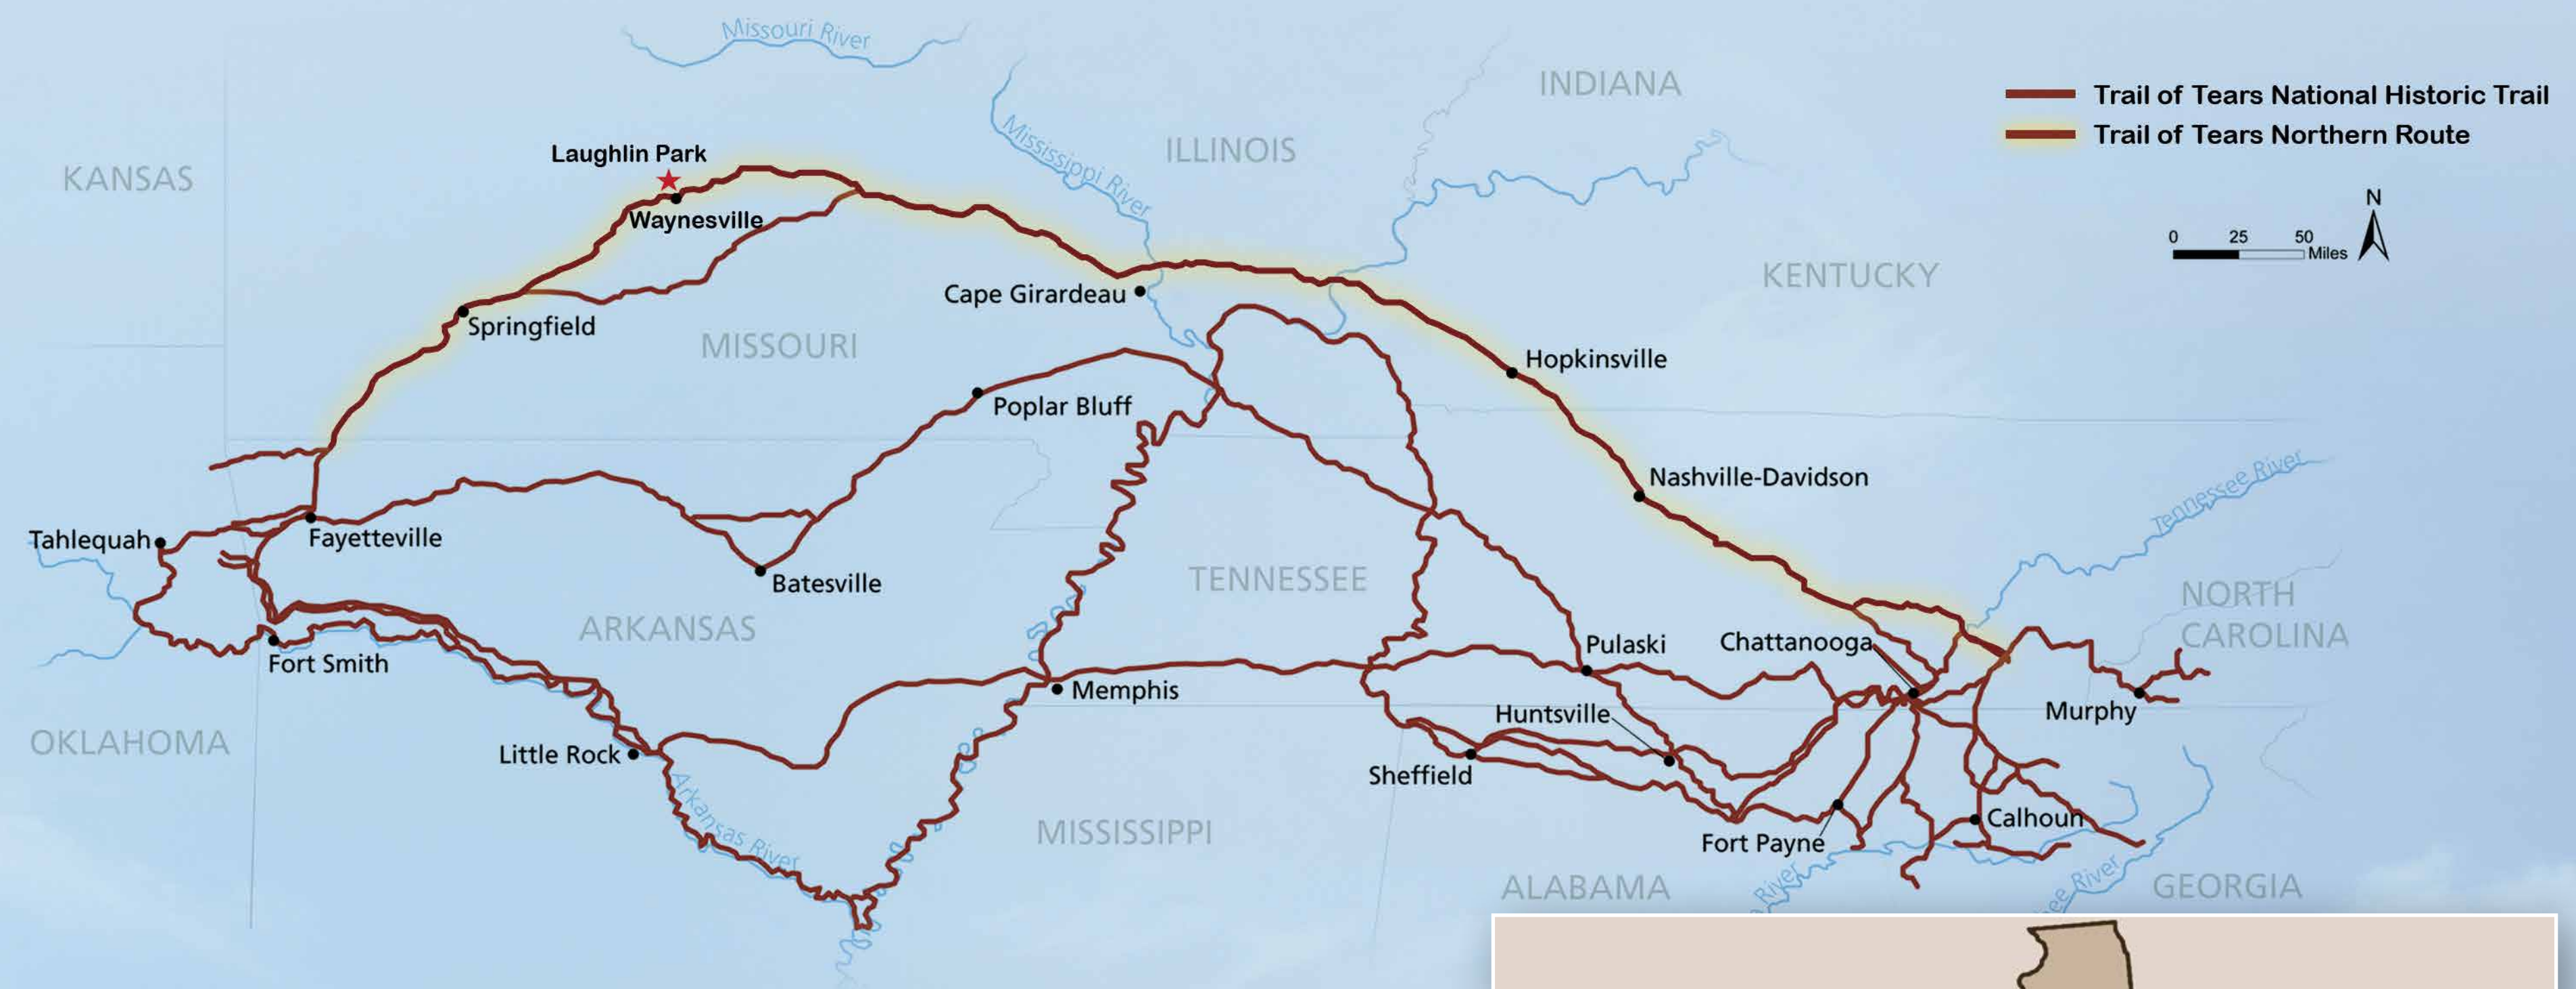 Missouri River
INDIANA
Trail of Tears National Historic Trail
Trail of Tears Northern Route
Mississippi River
ILLINOIS
Laughlin Park
KANSAS
N
Waynesville
0 25 50
Miles
KENTUCKY
Cape Girardeau
Springfield
MISSOURI
Hopkinsville
Poplar Bluff
Nashville-Davidson
Tennessee River
Tahlequah
Fayetteville
Batesville
TENNESSEE
NORTH
CAROLINA
ARKANSAS
Pulaski
Chattanooga
Fort Smith
Memphis
Murphy
Huntsville
OKLAHOMA
Little Rock
Sheffield
Arkansas River
Calhoun
MISSISSIPPI
Fort Payne
River
ALABAMA
ee River
GEORGIA